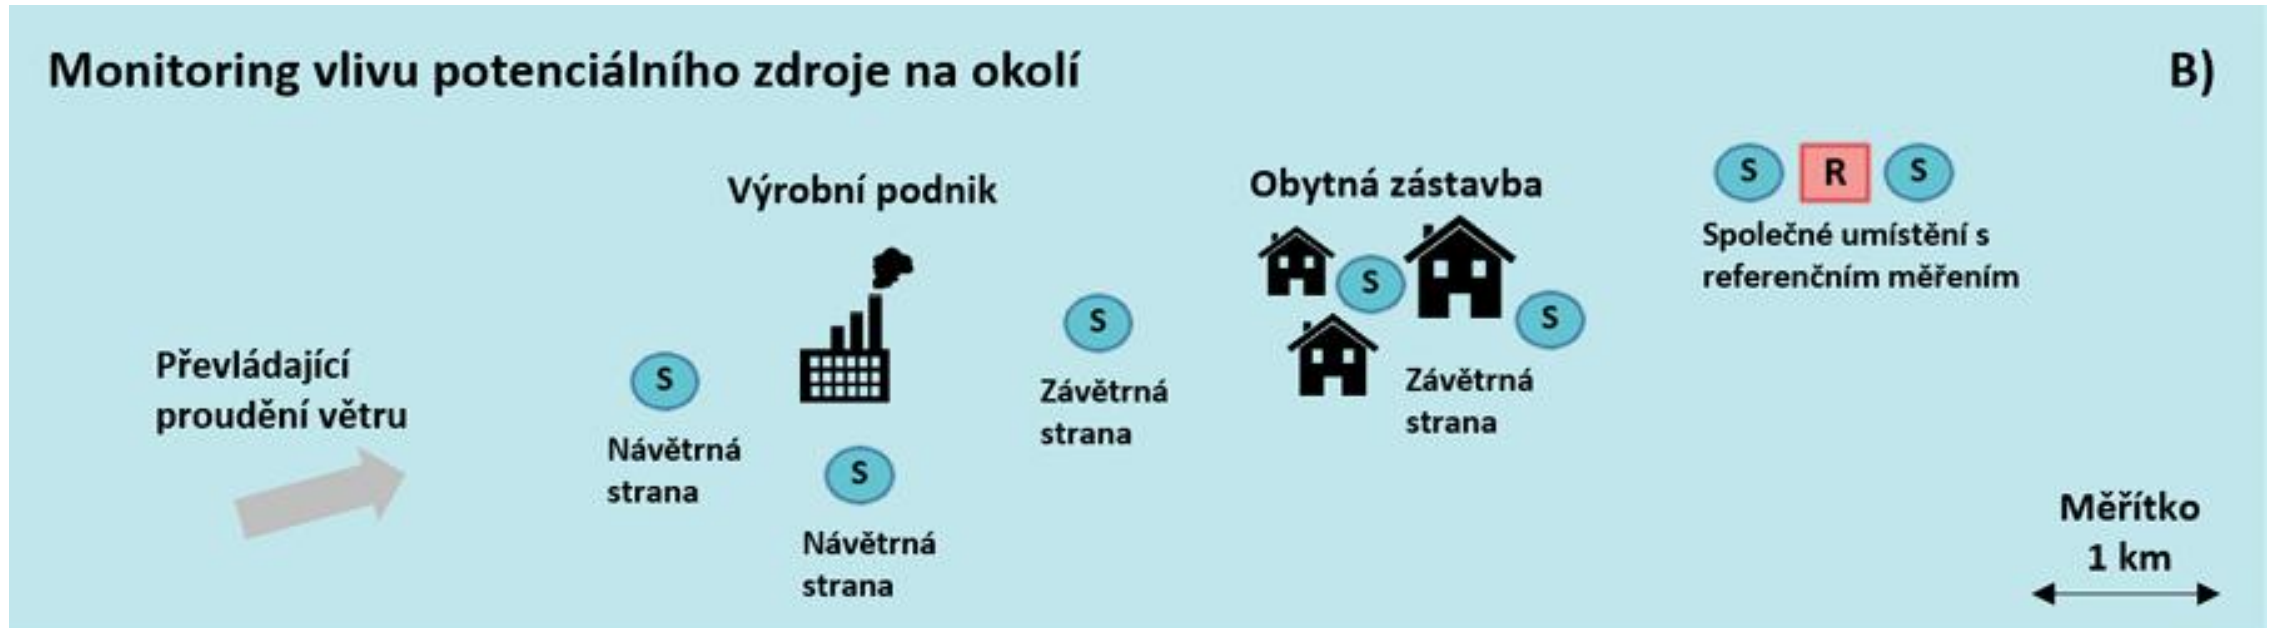 Monitoring vlivu potenciálního zdroje na okolí
B)
Výrobní podnik
Obytná zástavba
S
R
S
Společné umístění s
referenčním měřením
S
S
S
Závětrná
strana
Závětrná
strana
Převládající
proudění větru
S
Návětrná
strana
S
Návětrná
strana
Měřítko
1 km